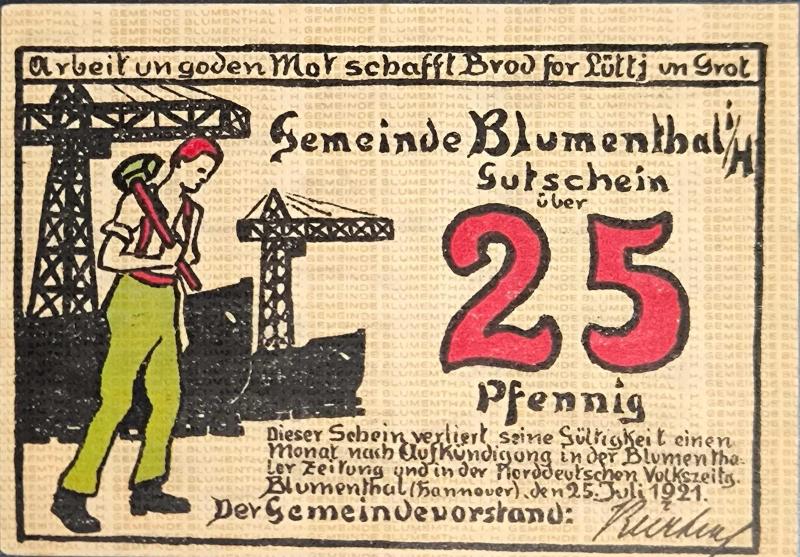 Arbeit un goden Mot schafft Brod for Lüttj un Grot
Gemeinde Blumenthal i/H
Gutschein
über
25
Pfennig
Dieser Schein verliert seine Gültigkeit einen
Monat nach Aufkündigung in der Blumentha-
ler Zeitung und in der Norddeutschen Volkszeitg.
Blumenthal (Hannover), den 25. Juli 1921.
Der Gemeindevorstand: